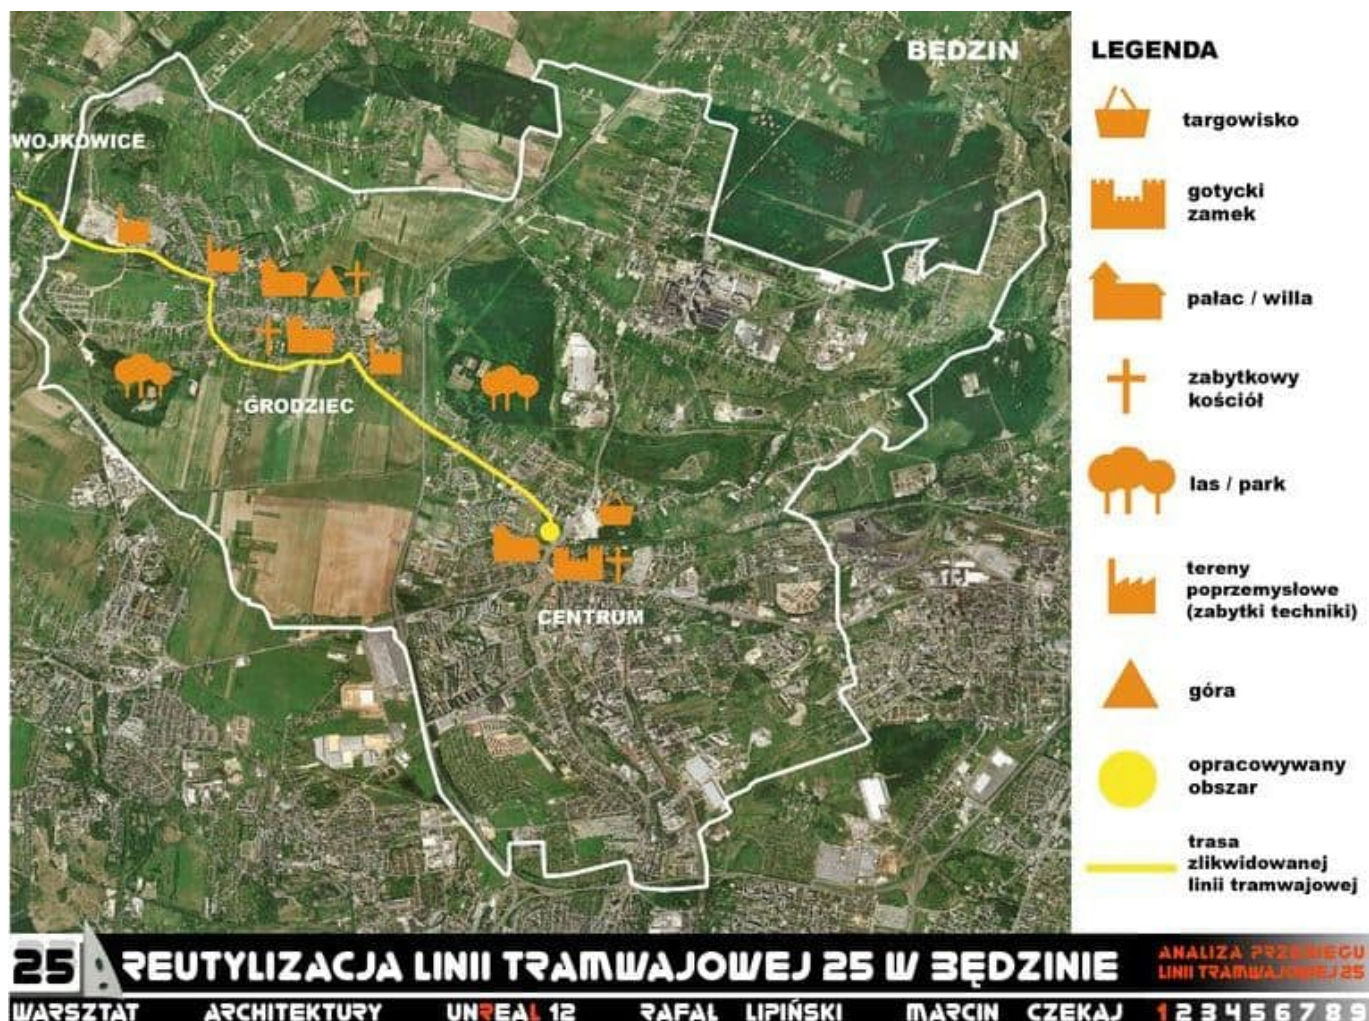 BĘDZIN
WOJKOWICE
GRODZIEC
CENTRUM
LEGENDA
targowisko
gotycki
zamek
pałac / willa
zabytkowy
kościół
las / park
tereny
poprzemysłowe
(zabytki techniki)
góra
opracowywany
obszar
trasa
zlikwidowanej
linii tramwajowej
25 REUTYLIZACJA LINII TRAMWAJOWEJ 25 W BĘDZINIE
ANALIZA PRZEBIEGU
LINII TRAMWAJOWEJ 25
WARSZTAT ARCHITEKTURY UNREAL 12 RAFAŁ LIPIŃSKI MARCIN CZEKAJ 1 2 3 4 5 6 7 8 9